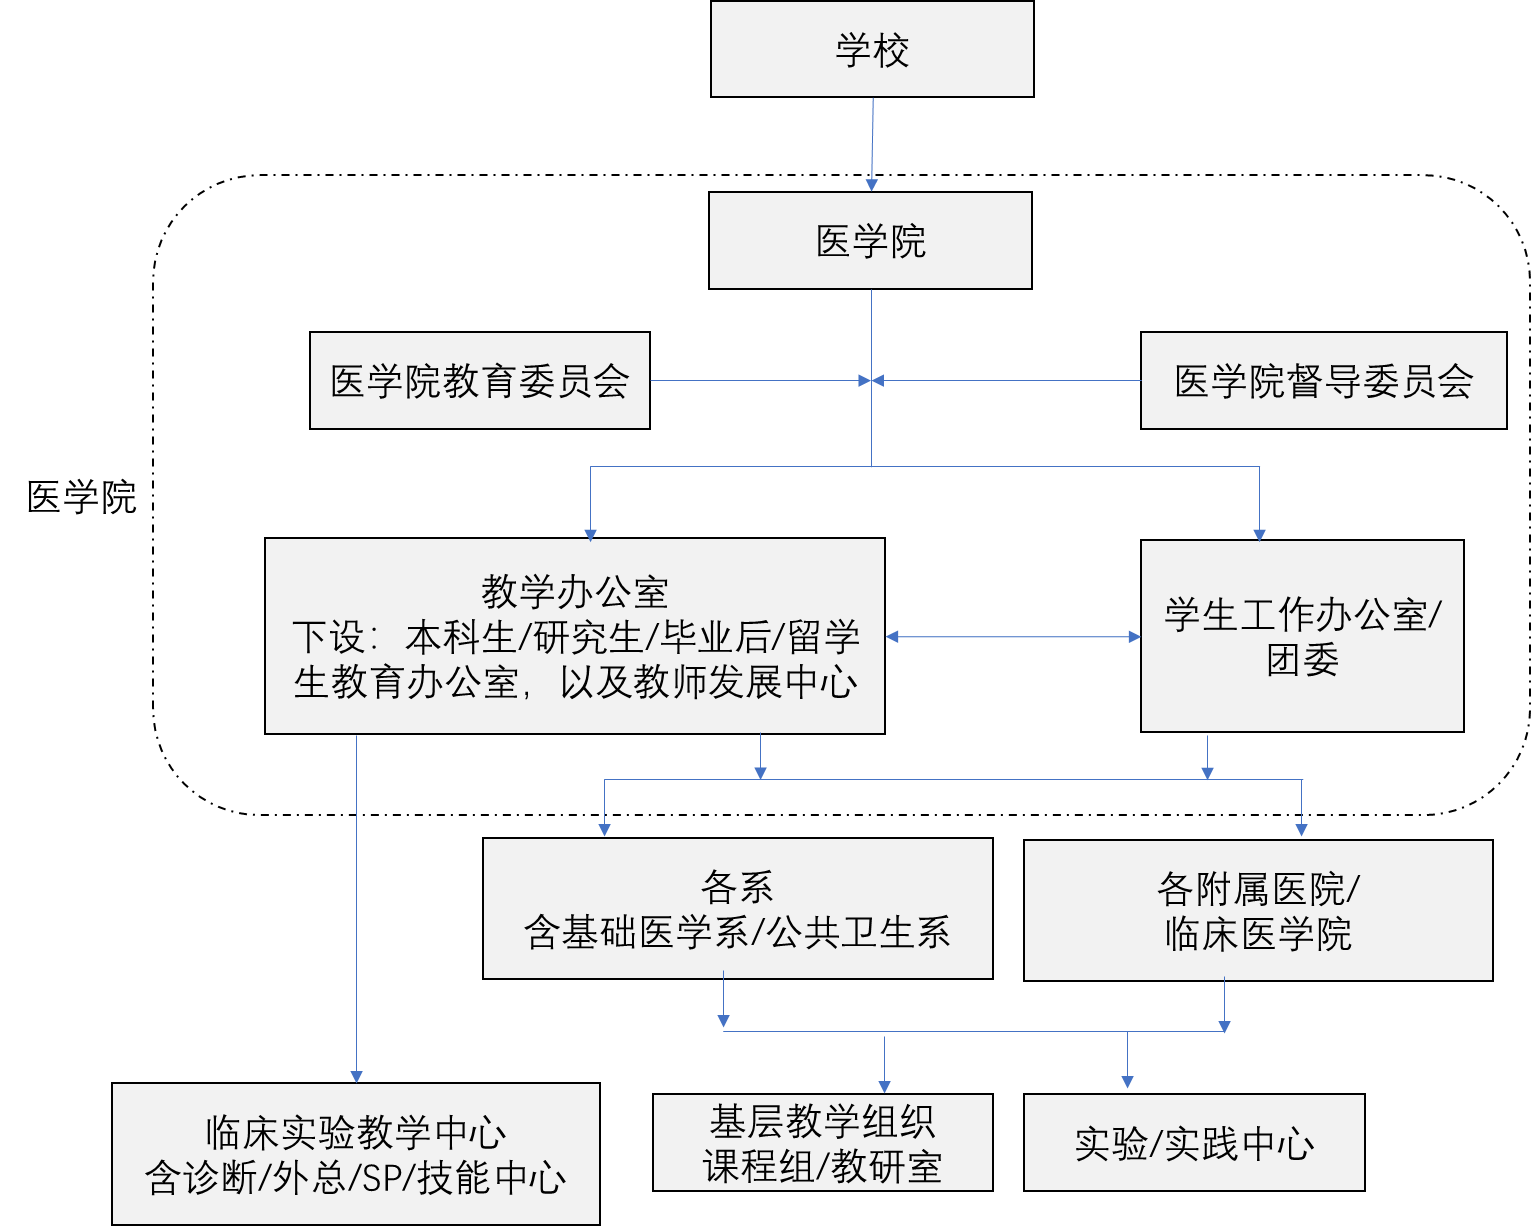 学校
医学院
医学院教育委员会
医学院督导委员会
医学院
教学办公室
下设：本科生/研究生/毕业后/留学
生教育办公室，以及教师发展中心
学生工作办公室/
团委
各系
含基础医学系/公共卫生系
各附属医院/
临床医学院
临床实验教学中心
含诊断/外总/SP/技能中心
基层教学组织
课程组/教研室
实验/实践中心